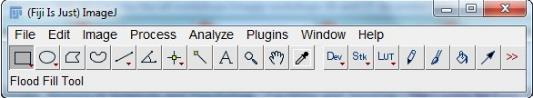 (Fiji Is Just) ImageJ
File Edit Image Process Analyze Plugins Window Help
A Dev Stk LUT >>
Flood Fill Tool